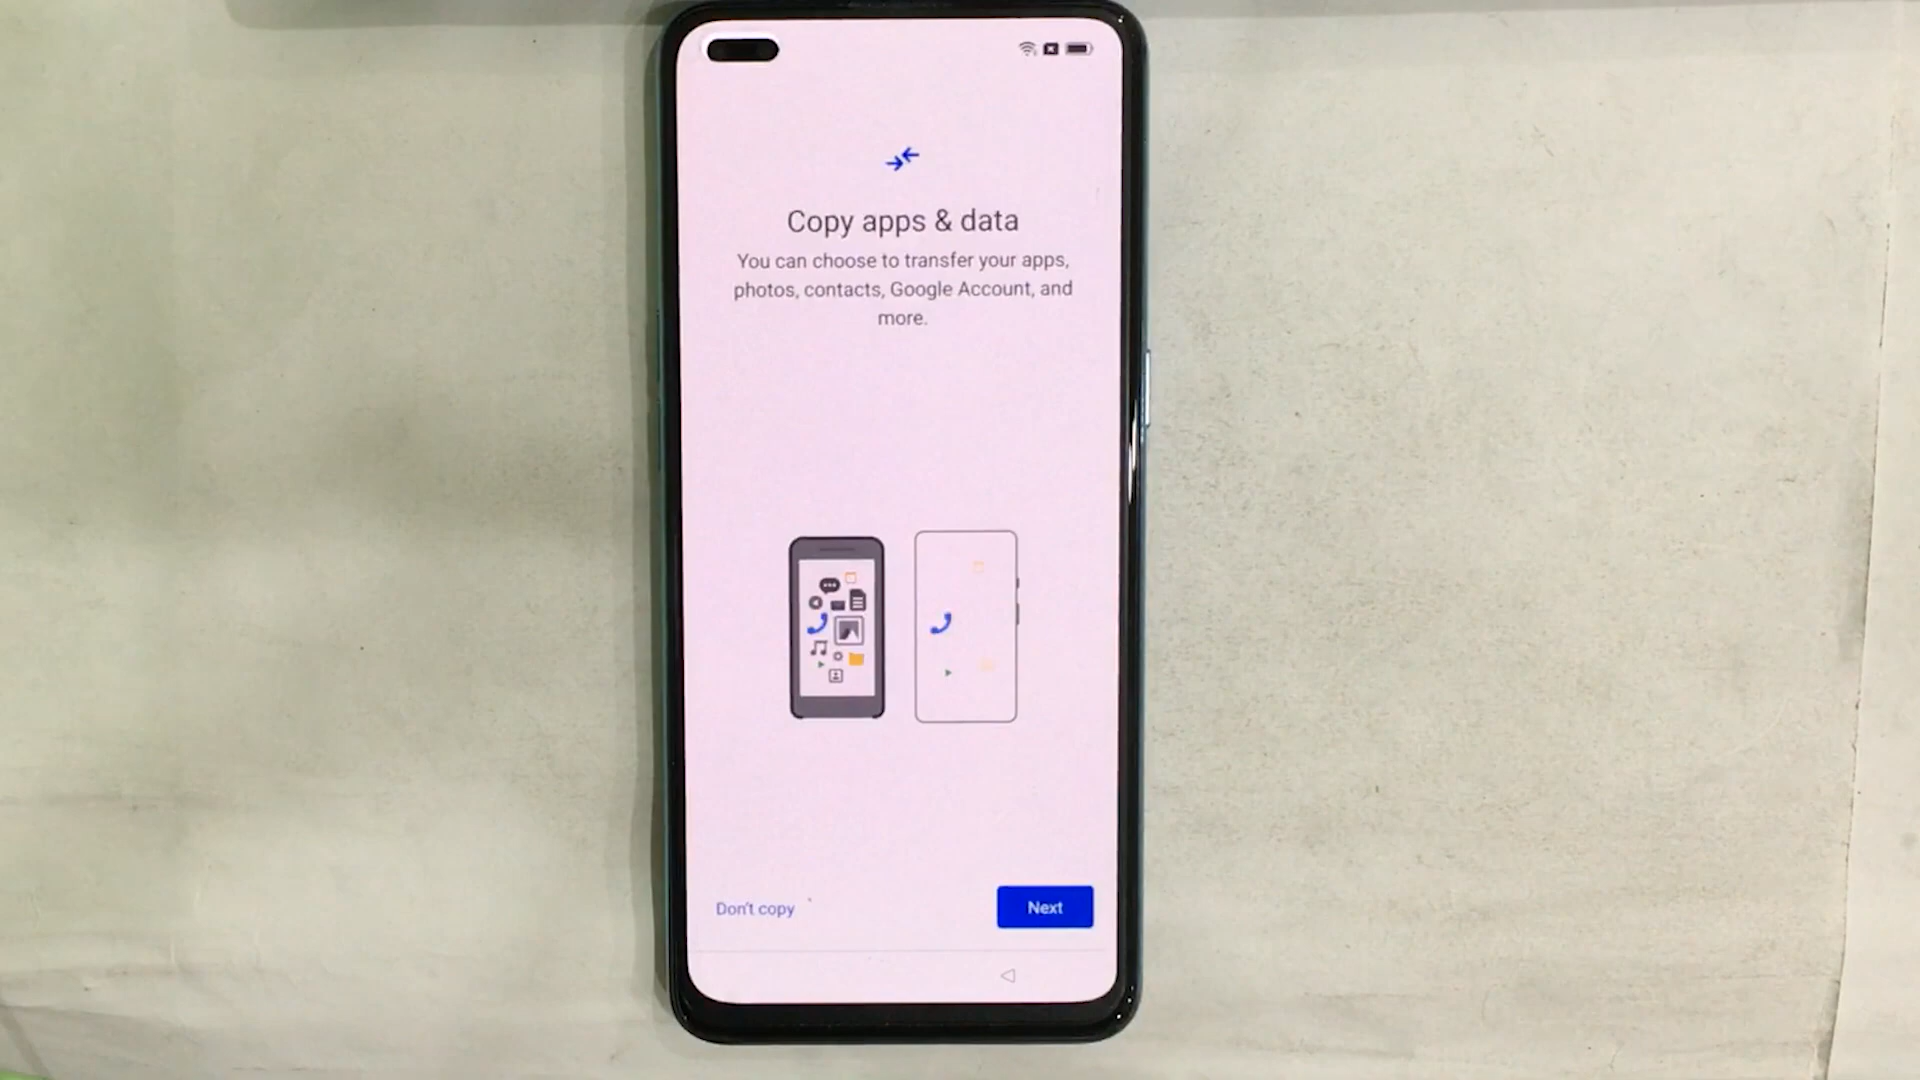 Copy apps & data
You can choose to transfer your apps,
photos, contacts, Google Account, and
more.
Don't copy
Next